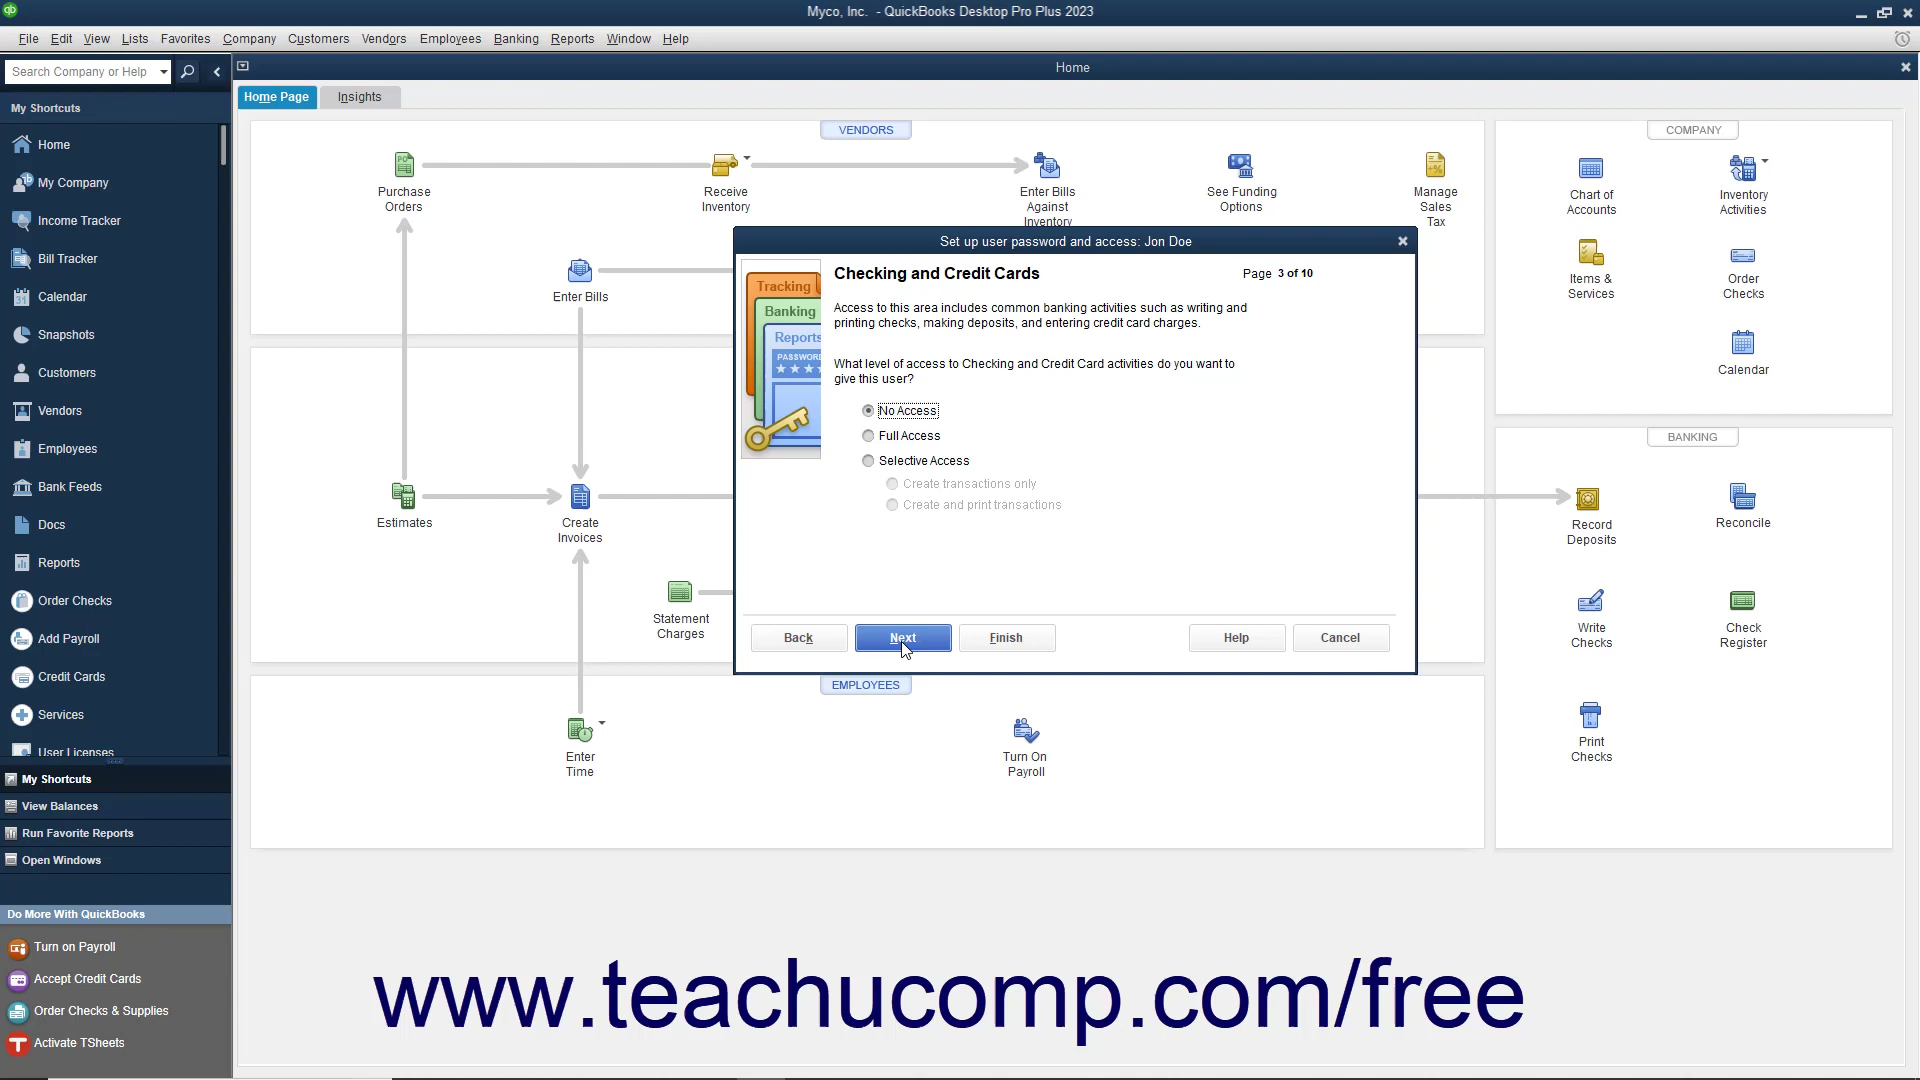 Myco, Inc. - QuickBooks Desktop Pro Plus 2023
File Edit View Lists Favorites Company Customers Vendors Employees Banking Reports Window Help
Search Company or Help
Home
Home Page
Insights
My Shortcuts
Home
My Company
Income Tracker
Bill Tracker
Calendar
Snapshots
Customers
Vendors
Employees
Bank Feeds
Docs
Reports
Order Checks
Add Payroll
Credit Cards
Services
User Licenses
My Shortcuts
View Balances
Run Favorite Reports
Open Windows
Do More With QuickBooks
Turn on Payroll
Accept Credit Cards
Order Checks & Supplies
Activate TSheets
VENDORS
Purchase
Orders
Receive
Inventory
Enter Bills
Against
Inventory
See Funding
Options
Manage
Sales
Tax
Enter Bills
Estimates
Create
Invoices
Statement
Charges
EMPLOYEES
Enter
Time
Turn On
Payroll
COMPANY
Chart of
Accounts
Inventory
Activities
Items &
Services
Order
Checks
Calendar
BANKING
Record
Deposits
Reconcile
Write
Checks
Check
Register
Print
Checks
Set up user password and access: Jon Doe
Tracking
Banking
Reports
PASSWORD
Checking and Credit Cards
Page 3 of 10
Access to this area includes common banking activities such as writing and
printing checks, making deposits, and entering credit card charges.
What level of access to Checking and Credit Card activities do you want to
give this user?
No Access
Full Access
Selective Access
Create transactions only
Create and print transactions
Back
Next
Finish
Help
Cancel
www.teachucomp.com/free